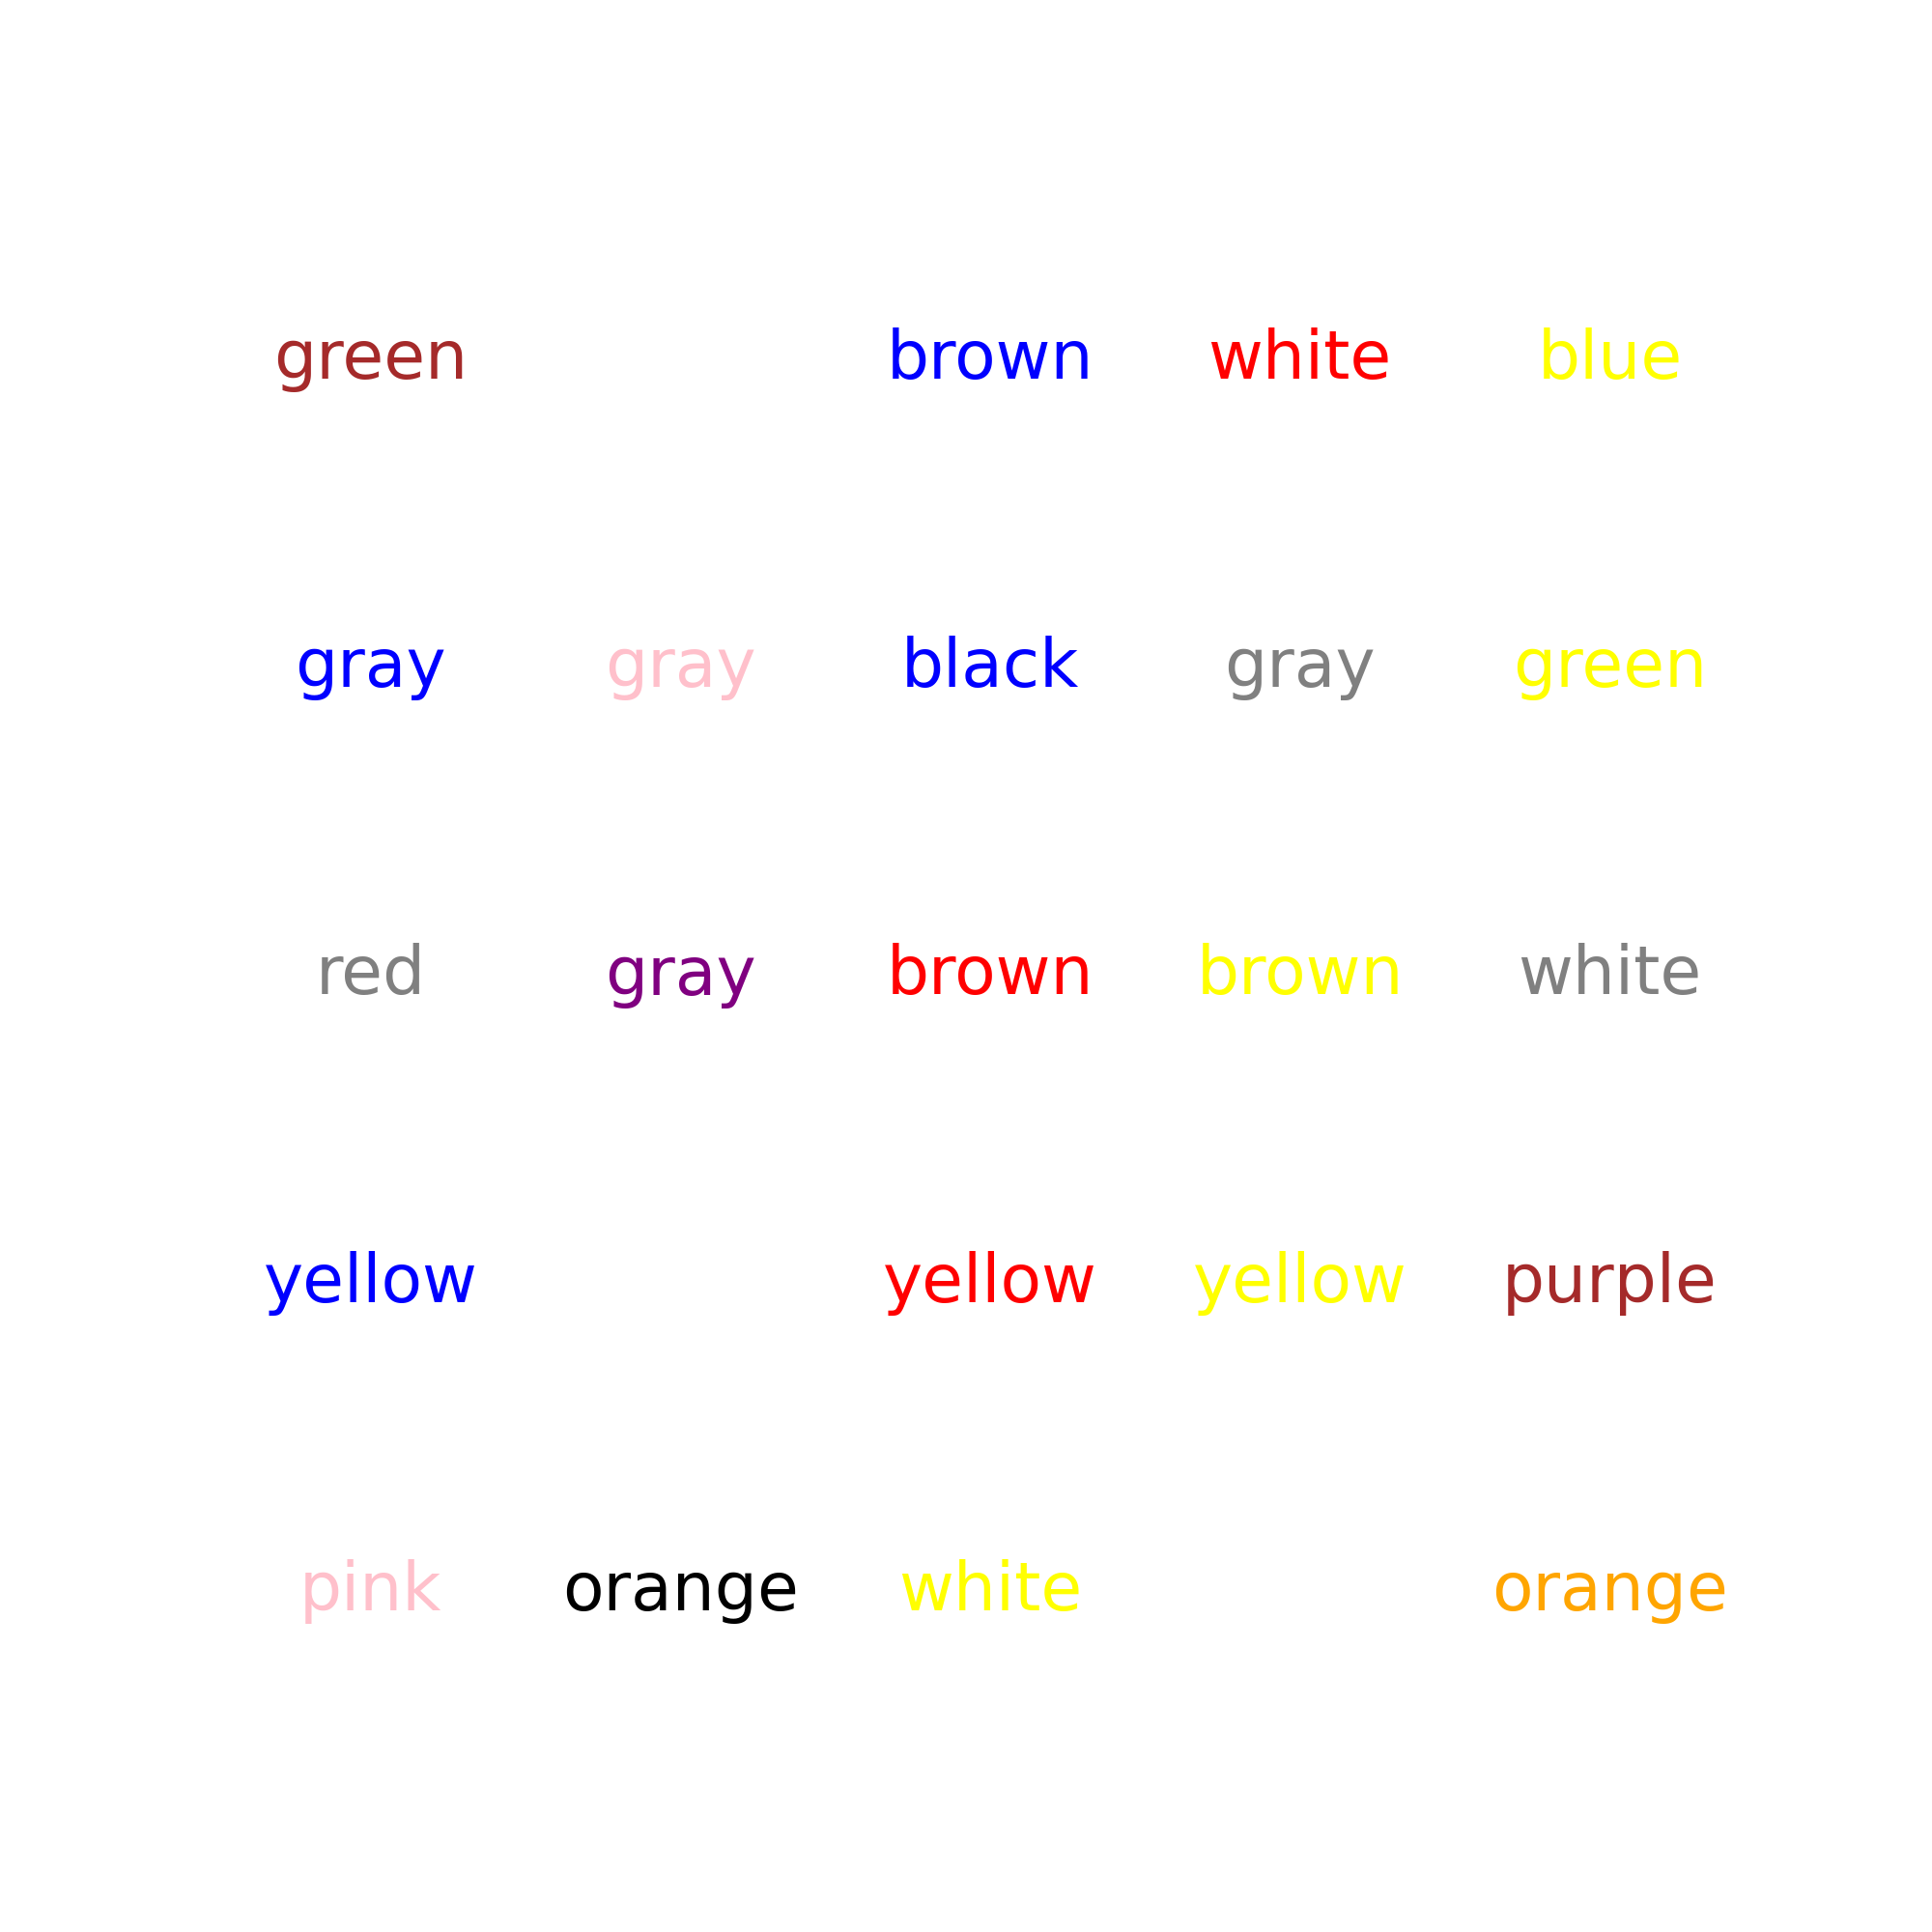 green brown white blue
gray gray black gray green
red gray brown brown white
yellow yellow yellow purple
pink orange white orange